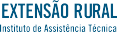 EXTENSÃO RURAL
Instituto de Assistência Técnica